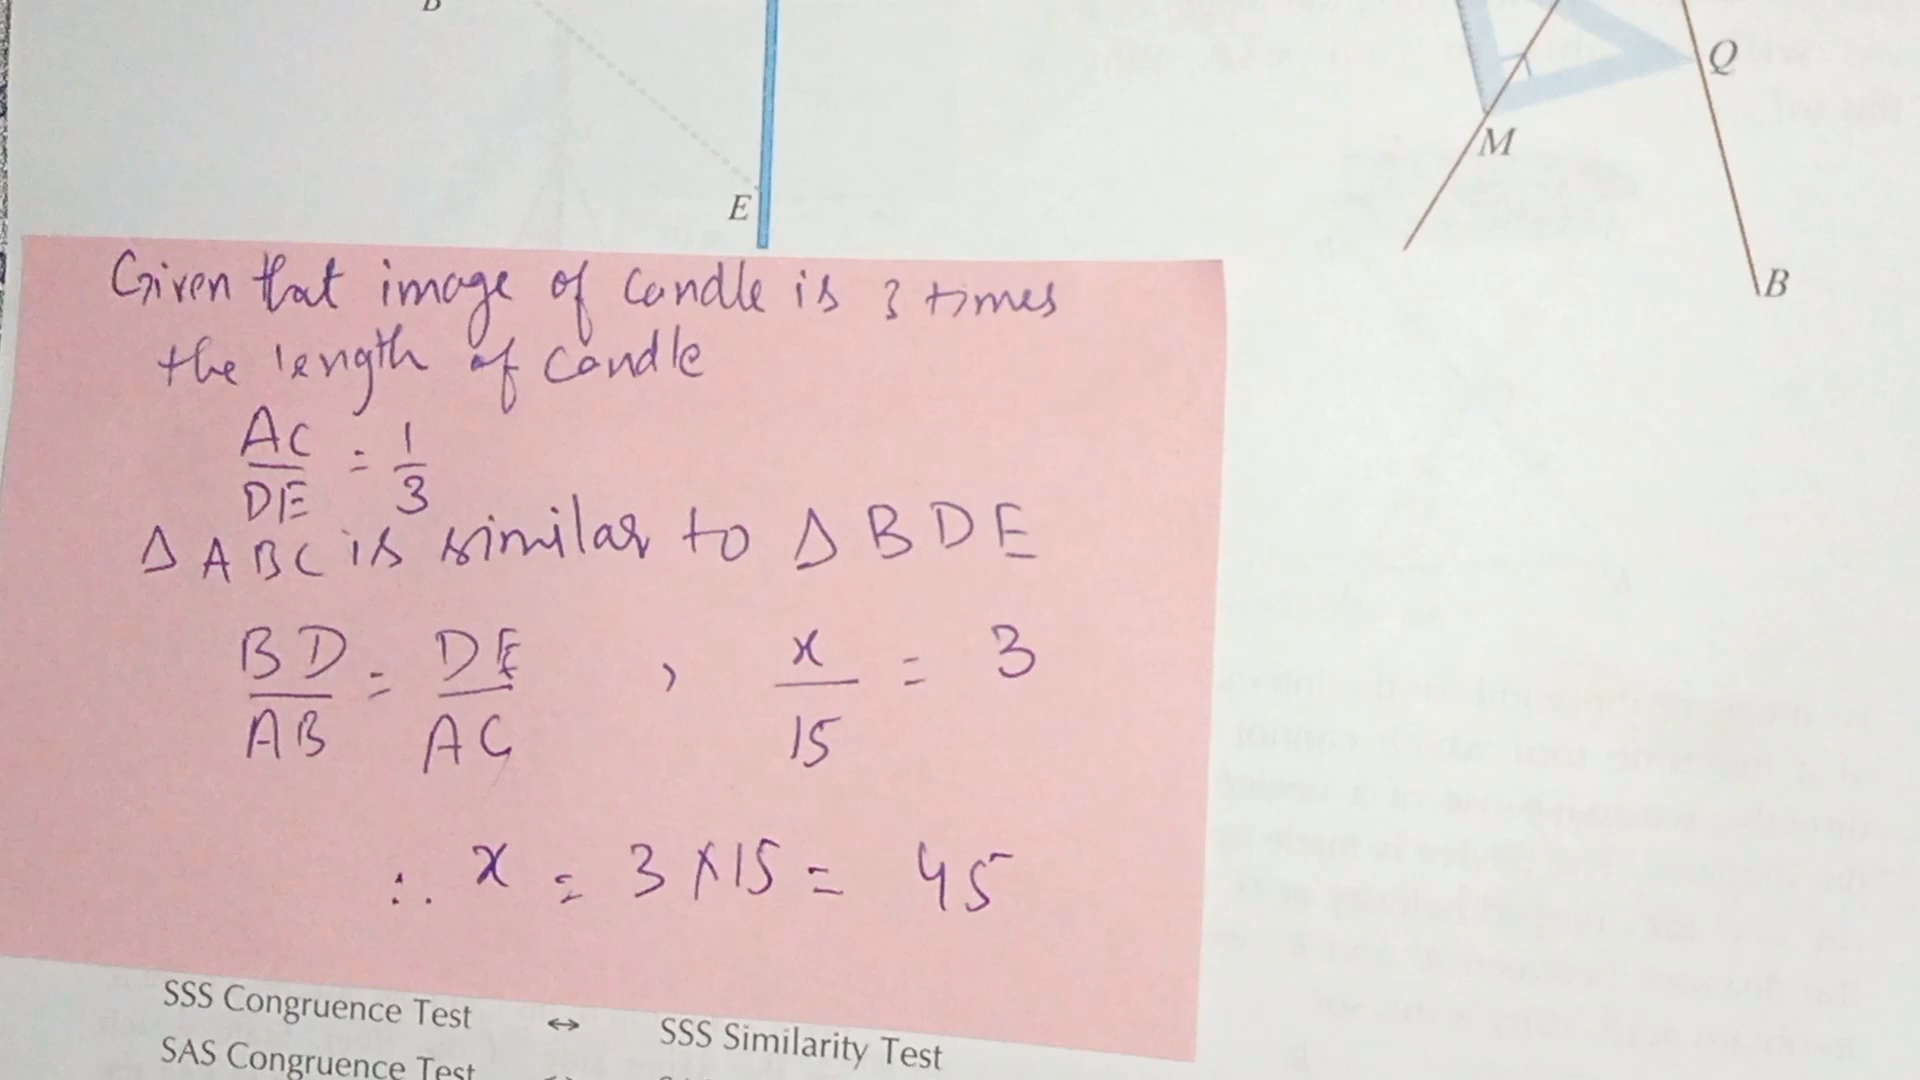 E
Q
M
B
Given that image of candle is 3 times
the length of candle
AC/DE = 1/3
Δ ABC is similar to Δ BDE
BD/AB = DE/AC , x/15 = 3
∴ x = 3 × 15 = 45
SSS Congruence Test ↔ SSS Similarity Test
SAS Congruence Test